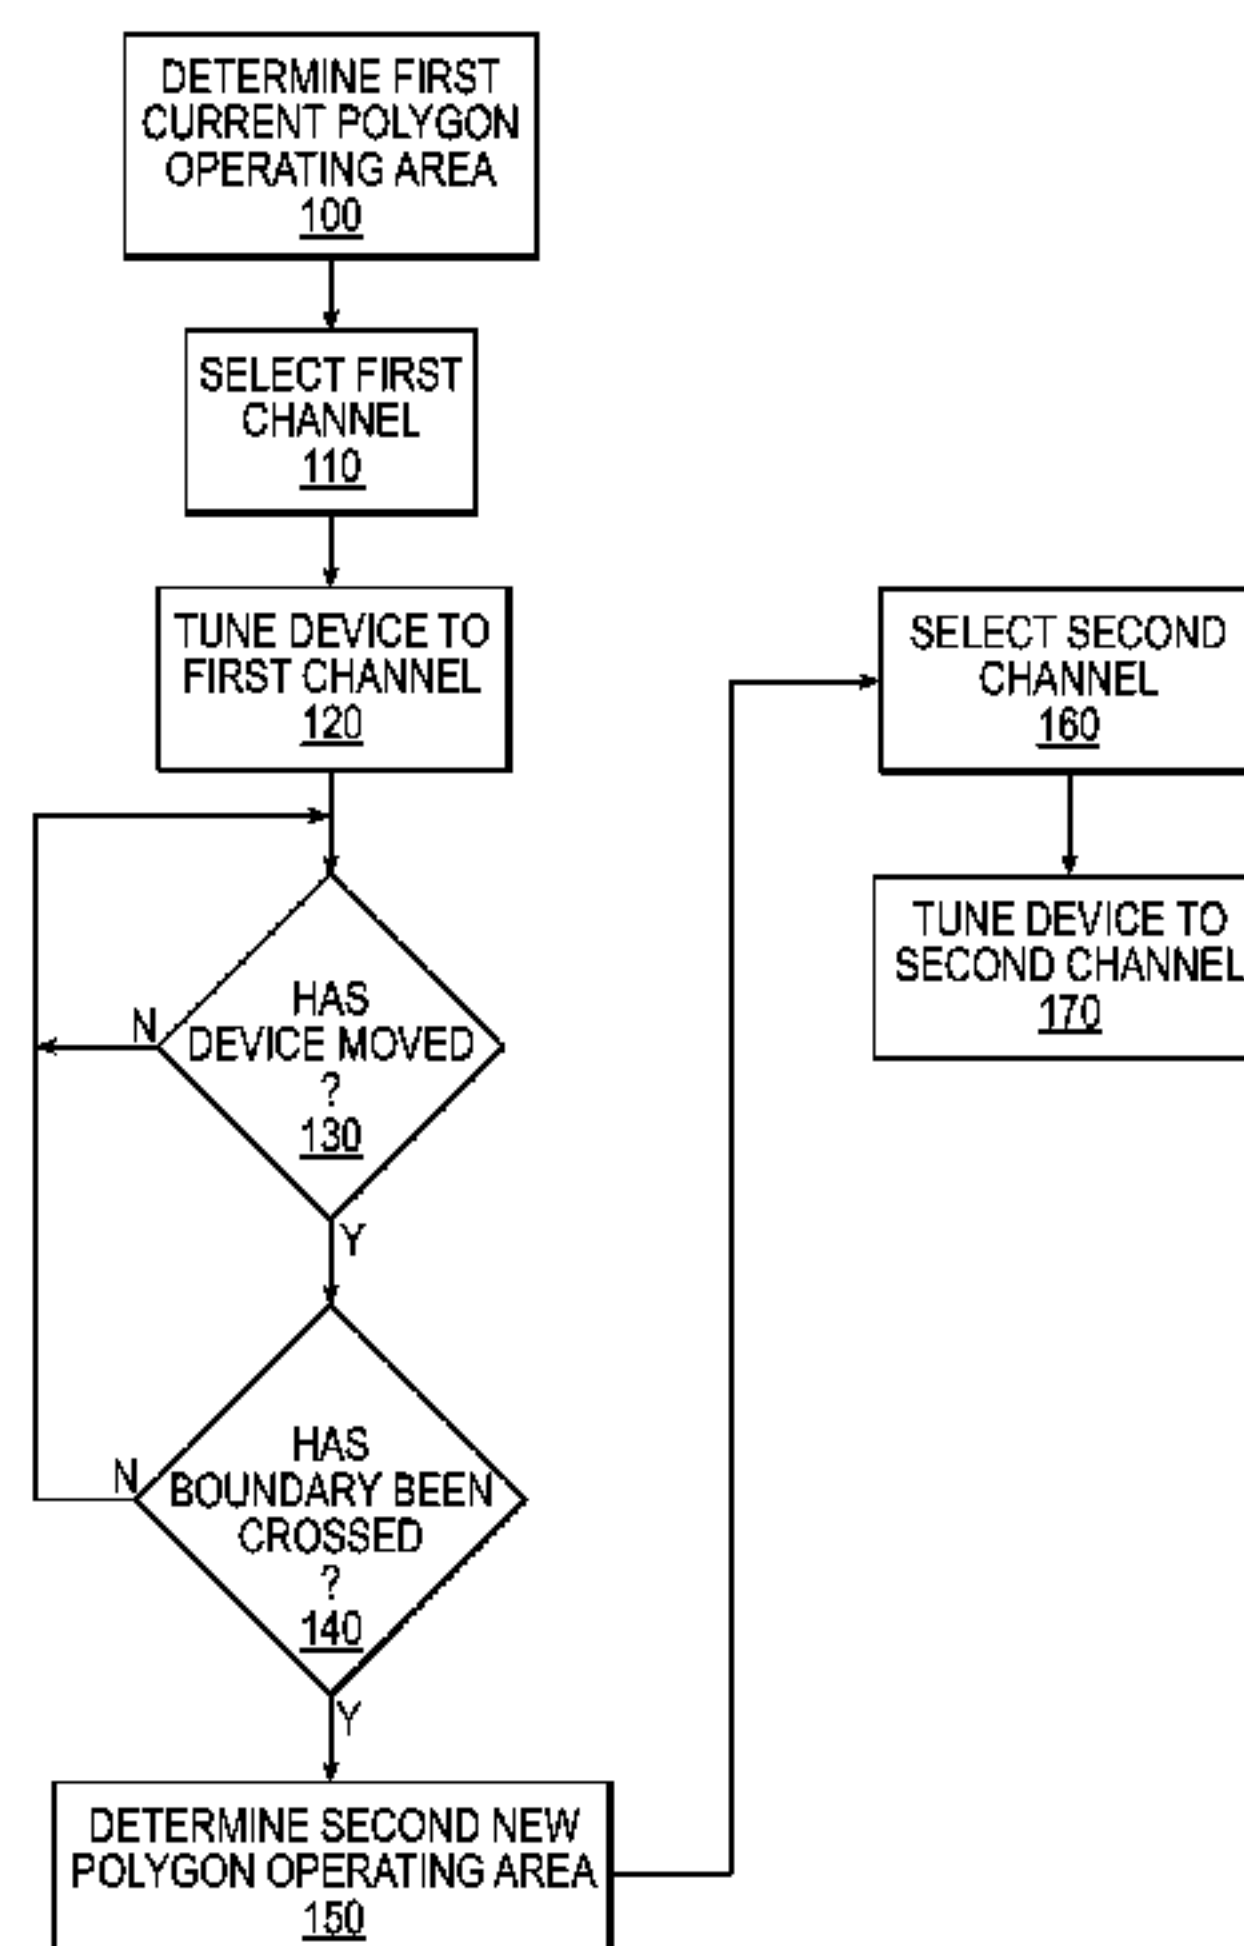 DETERMINE FIRST
CURRENT POLYGON
OPERATING AREA
100
SELECT FIRST
CHANNEL
110
TUNE DEVICE TO
FIRST CHANNEL
120
N
HAS
DEVICE MOVED
?
130
Y
N
HAS
BOUNDARY BEEN
CROSSED
?
140
Y
DETERMINE SECOND NEW
POLYGON OPERATING AREA
150
SELECT SECOND
CHANNEL
160
TUNE DEVICE TO
SECOND CHANNEL
170